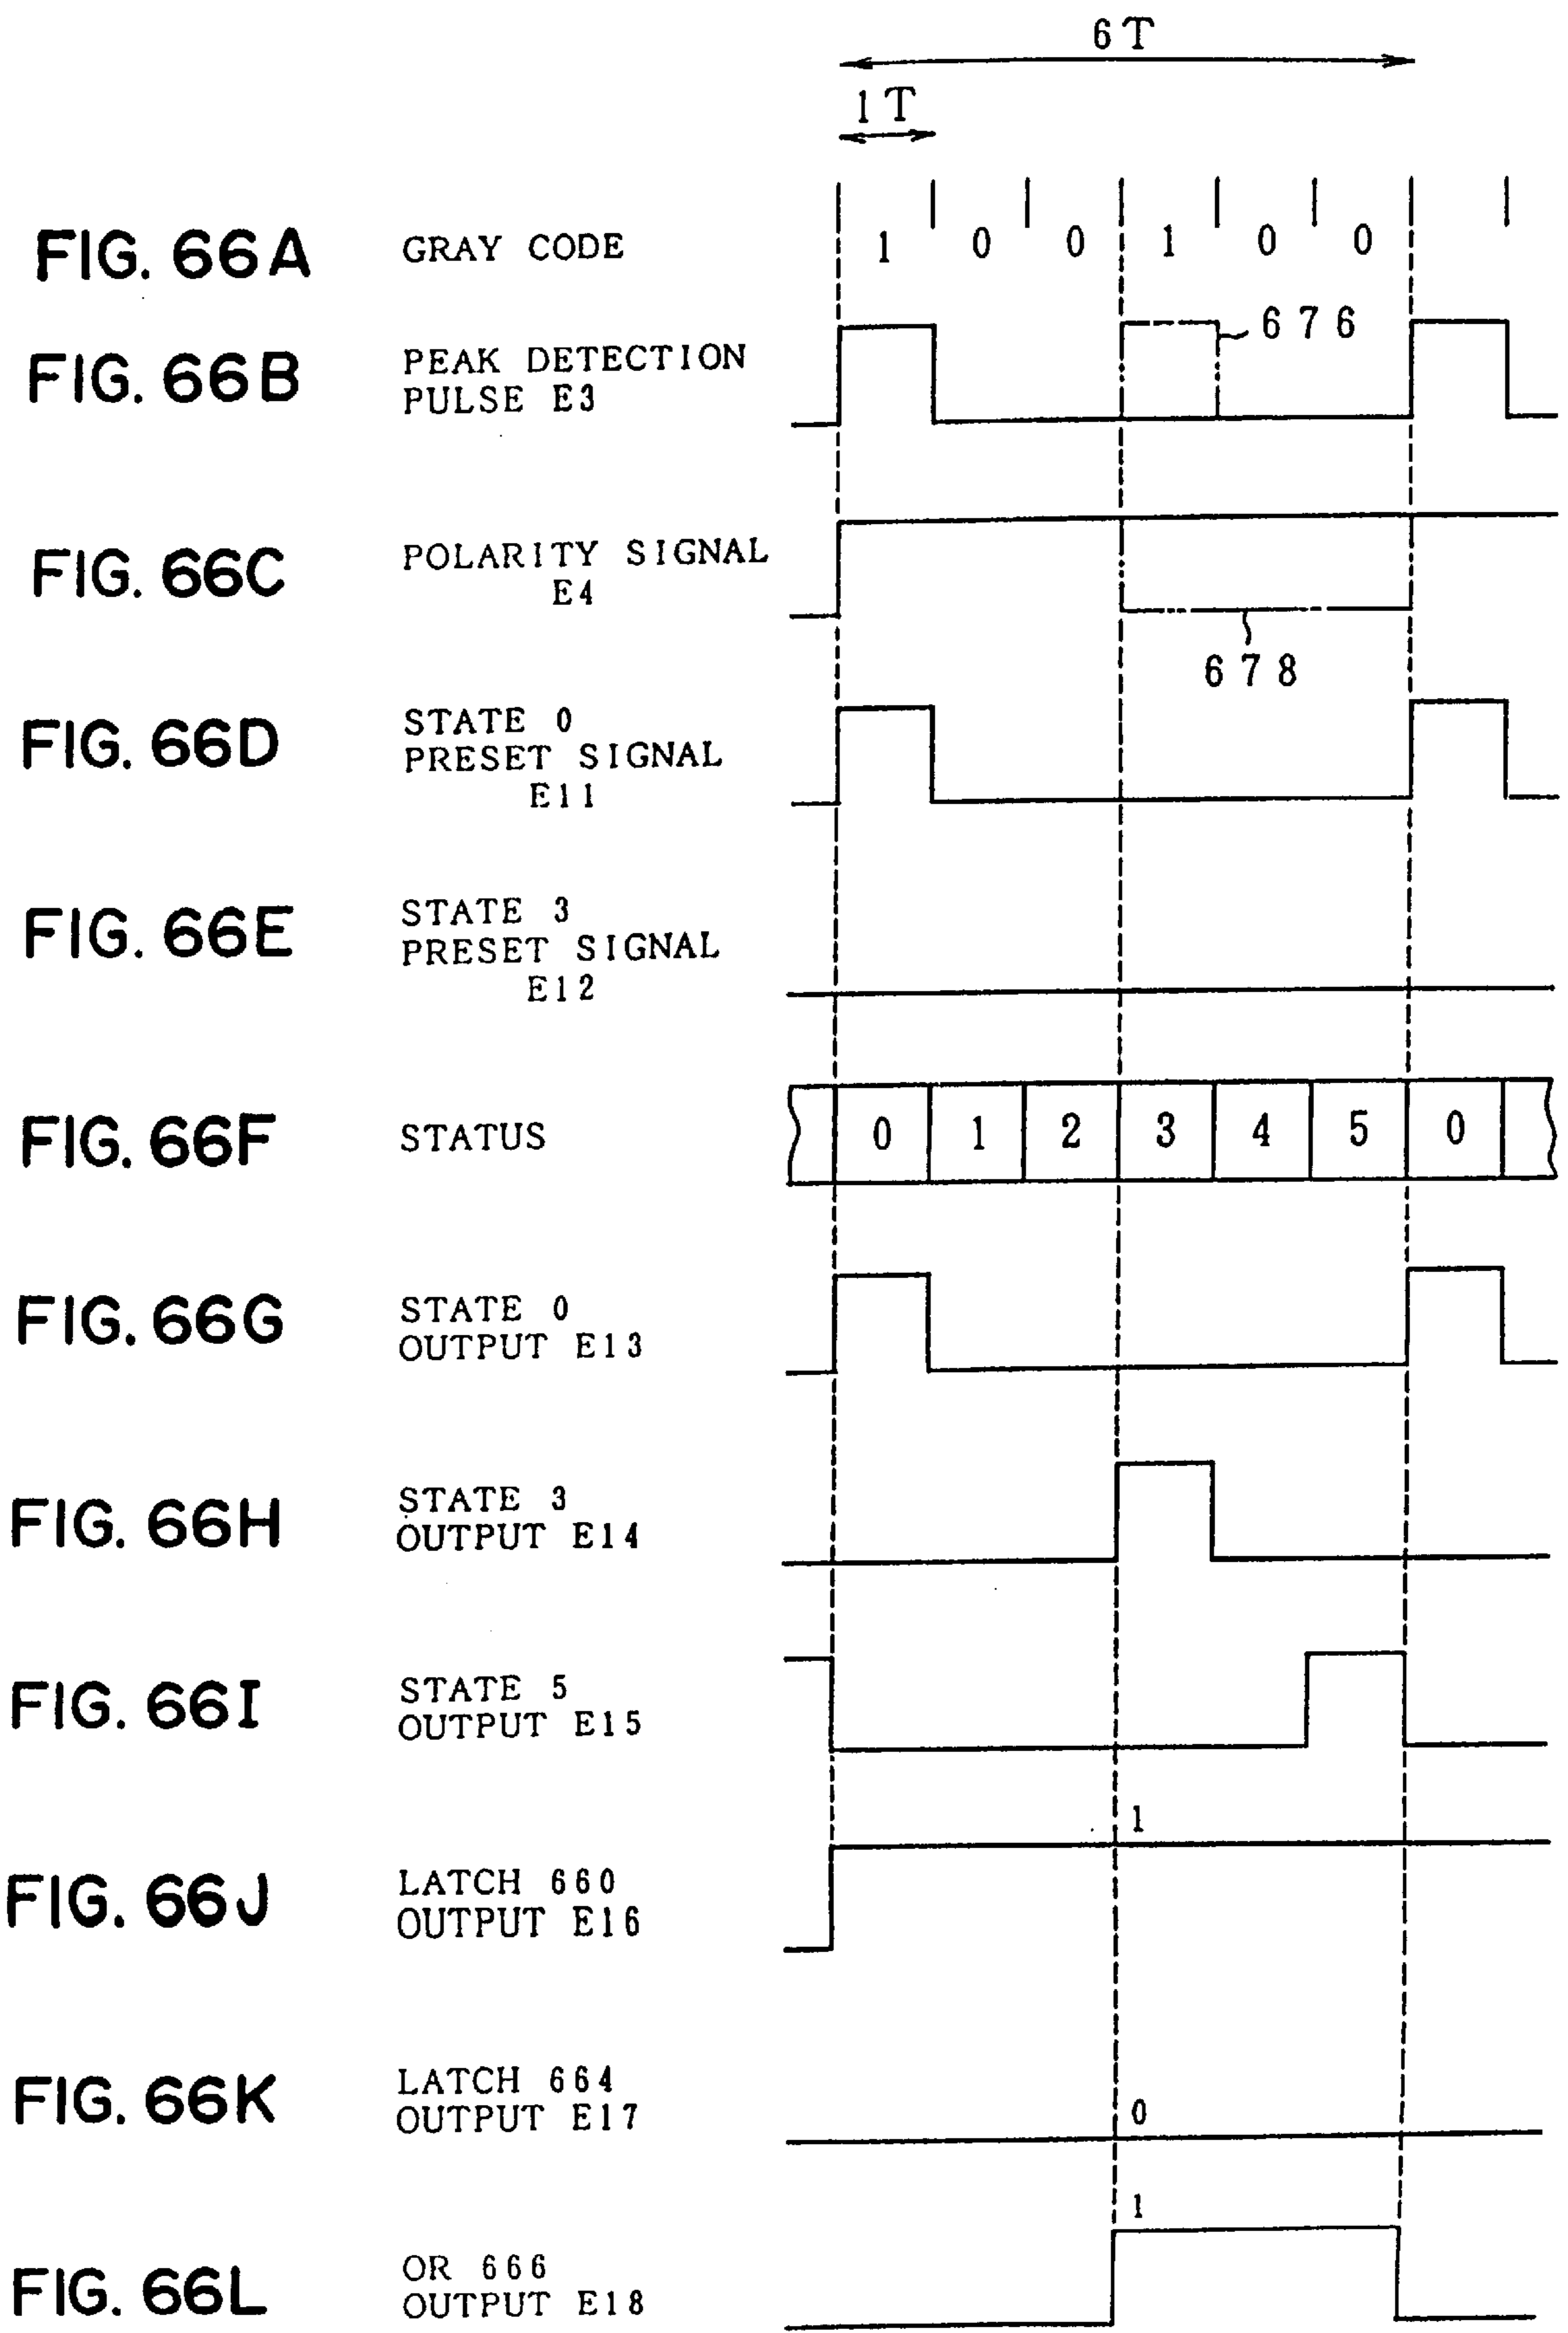 6T
1T
FIG. 66A GRAY CODE 1 0 0 1 0 0
FIG. 66B PEAK DETECTION PULSE E3 676
FIG. 66C POLARITY SIGNAL E4 678
FIG. 66D STATE 0 PRESET SIGNAL E11
FIG. 66E STATE 3 PRESET SIGNAL E12
FIG. 66F STATUS 0 1 2 3 4 5 0
FIG. 66G STATE 0 OUTPUT E13
FIG. 66H STATE 3 OUTPUT E14
FIG. 66I STATE 5 OUTPUT E15
FIG. 66J LATCH 660 OUTPUT E16 1
FIG. 66K LATCH 664 OUTPUT E17 0
FIG. 66L OR 666 OUTPUT E18 1